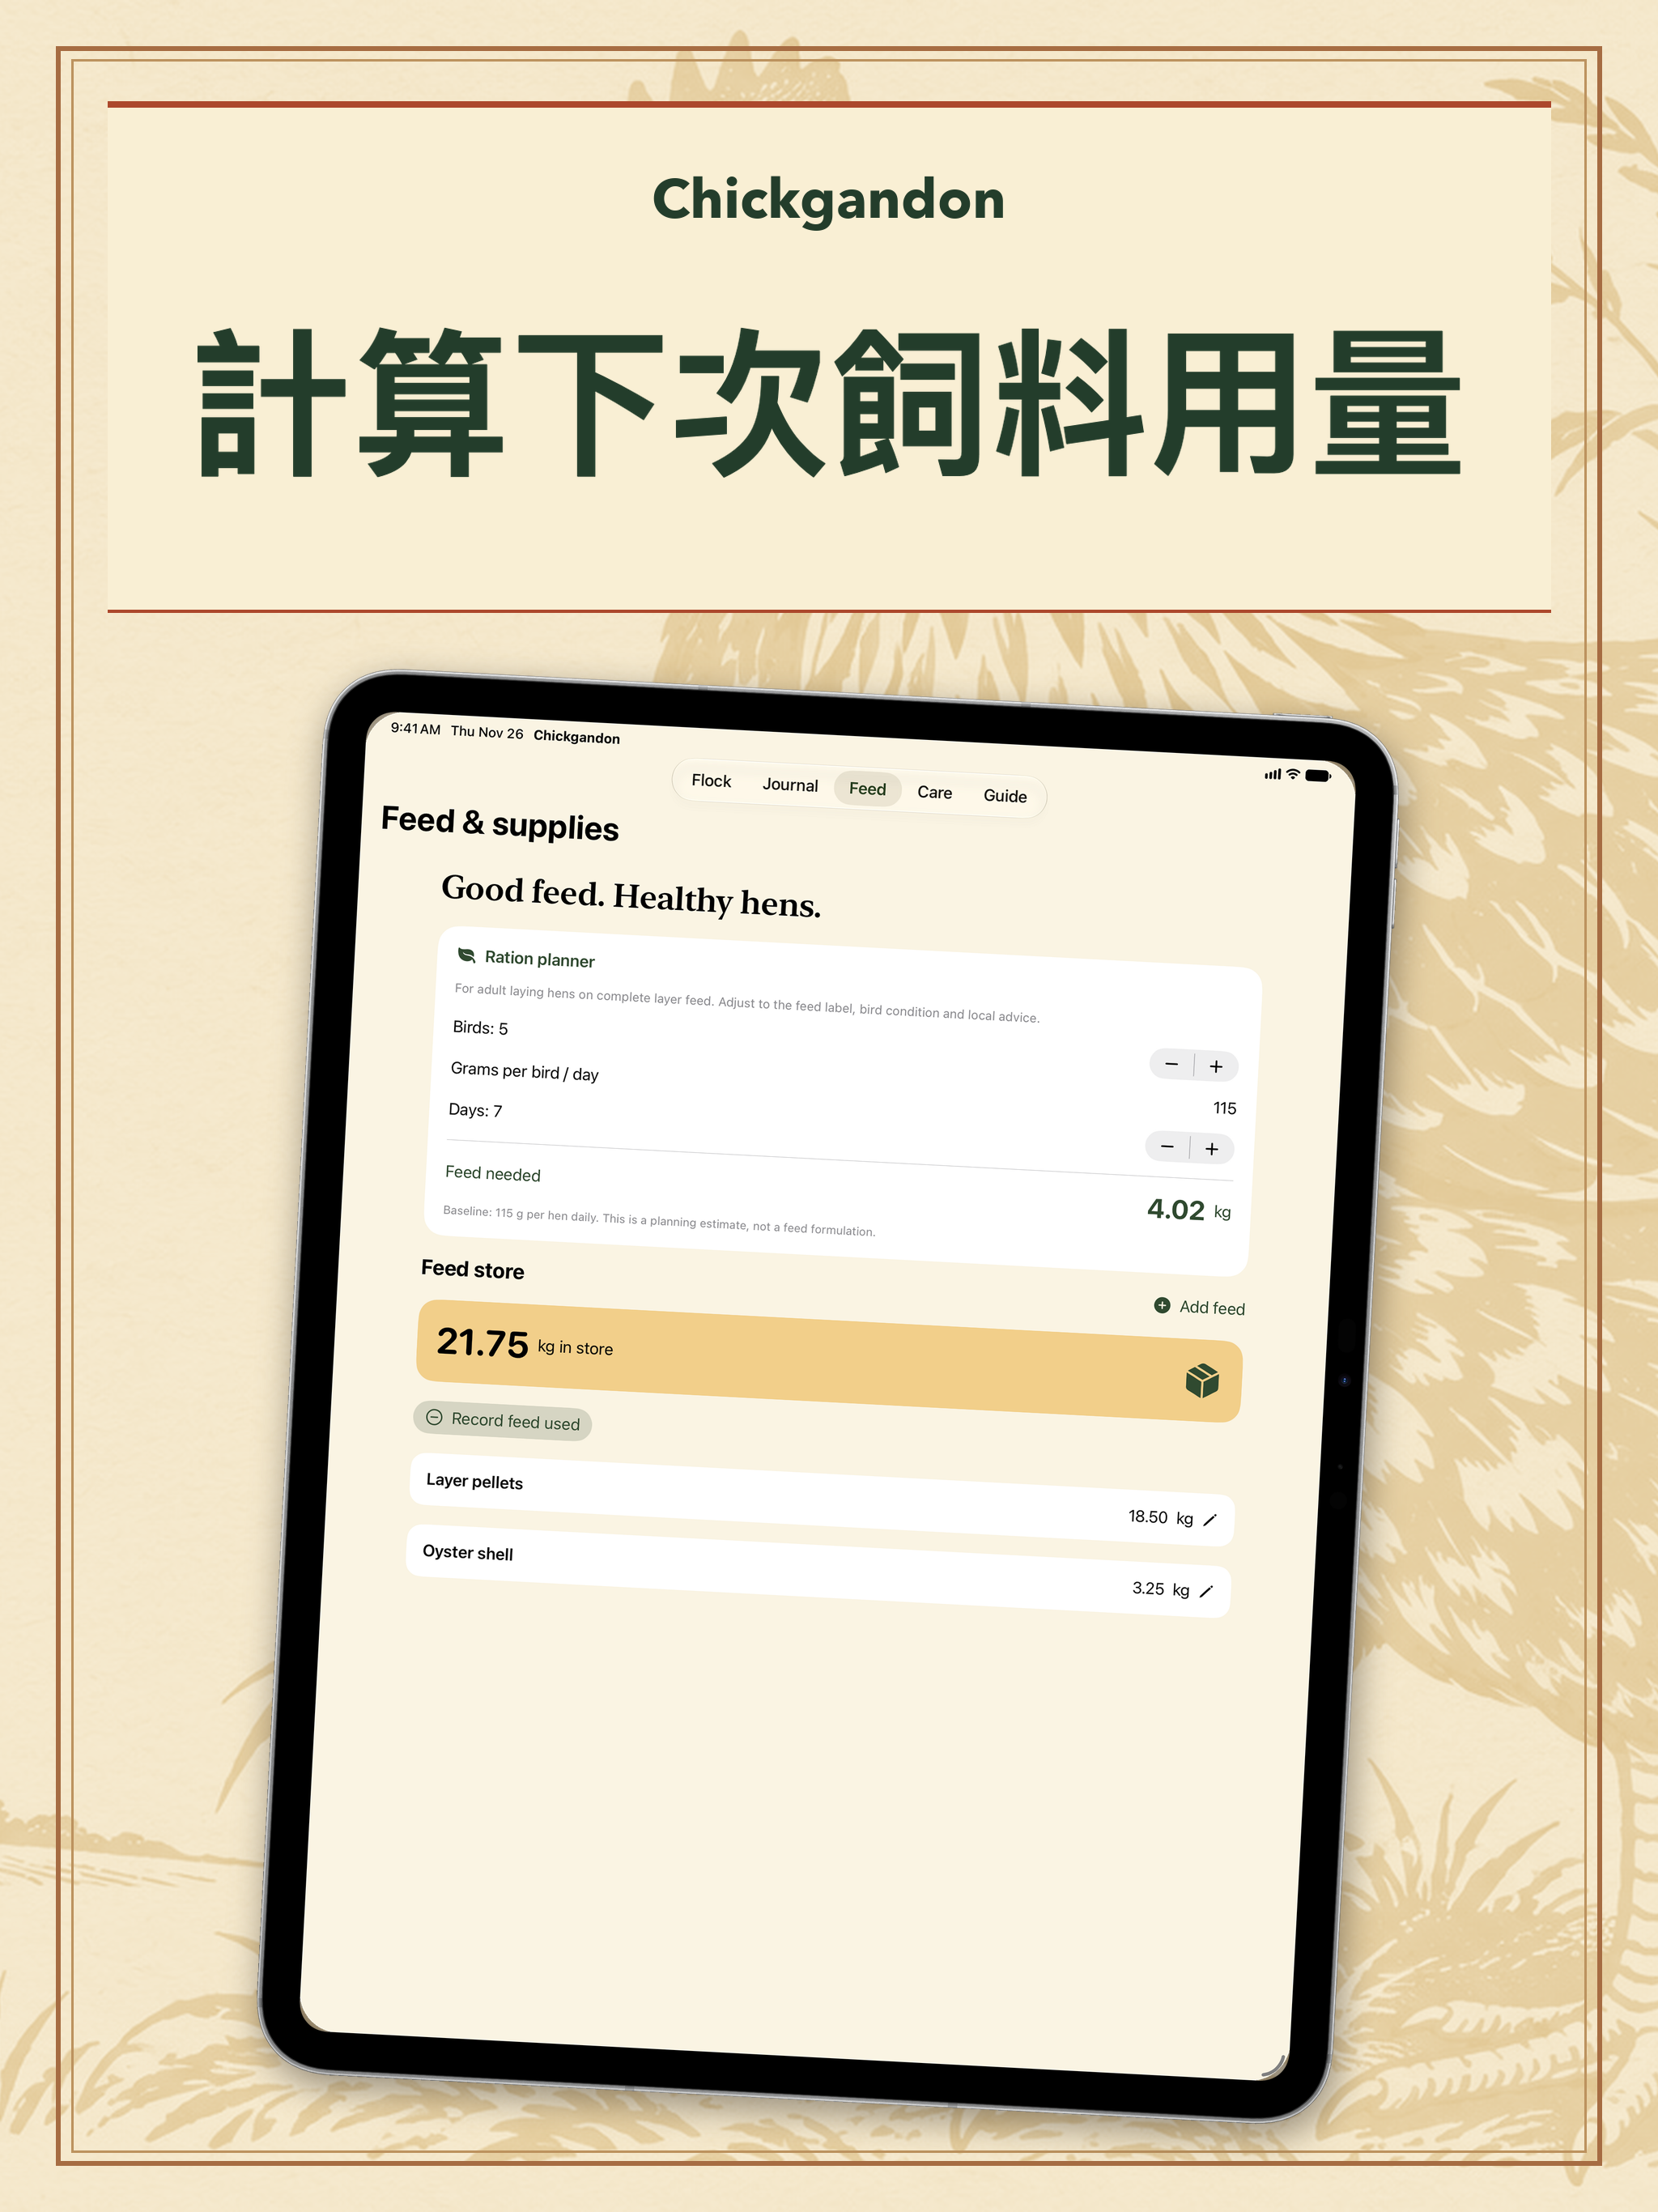 Chickgandon
計算下次飼料用量
9:41 AM Thu Nov 26 Chickgandon
Flock Journal Feed Care Guide
Feed & supplies
Good feed. Healthy hens.
Ration planner
For adult laying hens on complete layer feed. Adjust to the feed label, bird condition and local advice.
Birds: 5
Grams per bird / day 115
Days: 7
Feed needed 4.02 kg
Baseline: 115 g per hen daily. This is a planning estimate, not a feed formulation.
Feed store
Add feed
21.75 kg in store
Record feed used
Layer pellets 18.50 kg
Oyster shell 3.25 kg